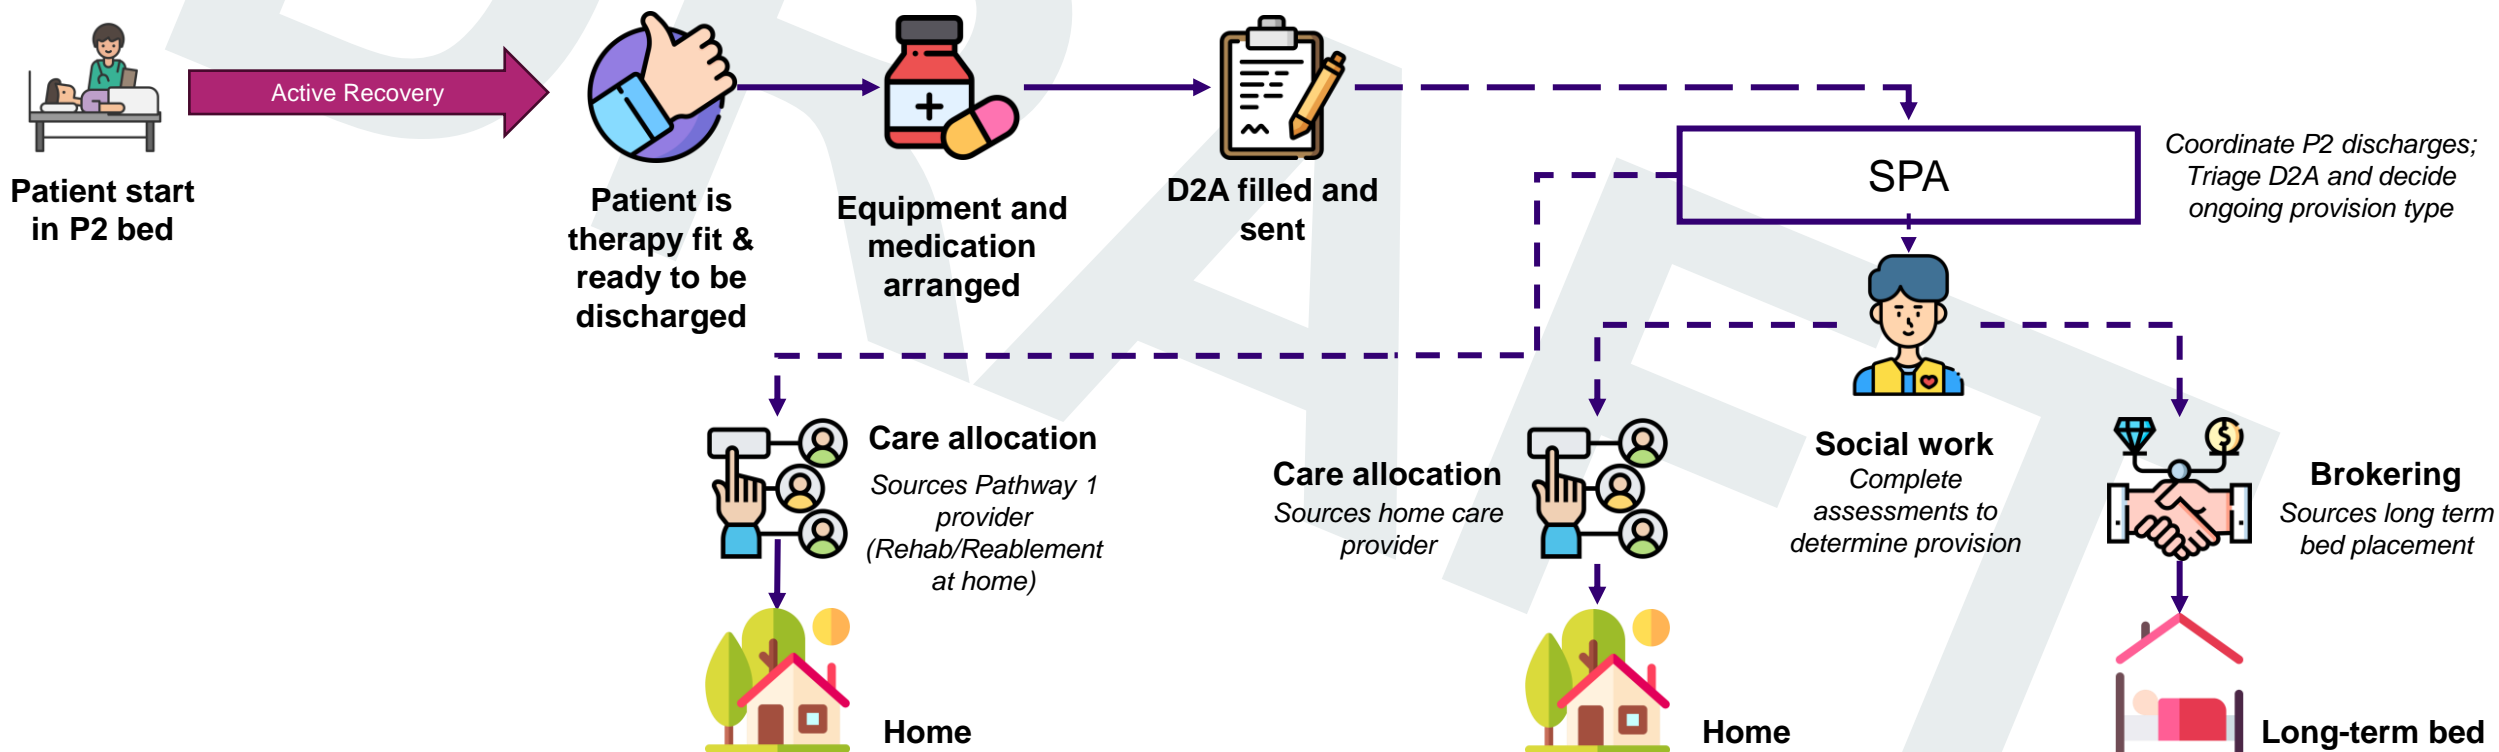 Active Recovery
Patient start
in P2 bed
Patient is
therapy fit &
ready to be
discharged
Equipment and
medication
arranged
D2A filled and
sent
SPA
Coordinate P2 discharges;
Triage D2A and decide
ongoing provision type
Care allocation
Sources Pathway 1
provider
(Rehab/Reablement
at home)
Care allocation
Sources home care
provider
Social work
Complete
assessments to
determine provision
Brokering
Sources long term
bed placement
Home
Home
Long-term bed
DRAFT